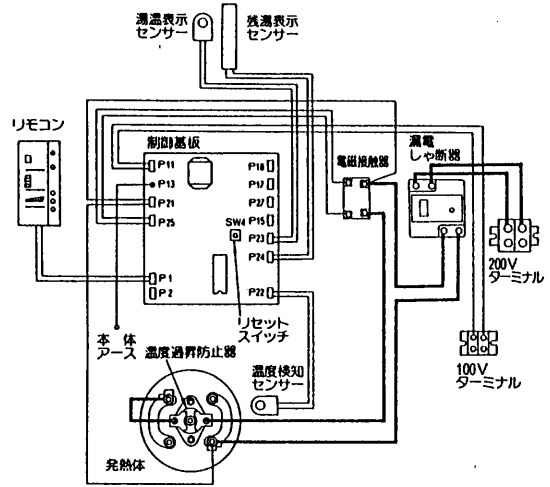 湯温表示
センサー
残湯表示
センサー
リモコン
制御基板
電磁接触器
漏電
しゃ断器
P11
P13
P21
P25
P1
P2
P18
P17
P27
P15
P23
P24
P22
SW4
リセット
スイッチ
200V
ターミナル
100V
ターミナル
本体
アース
温度過昇防止器
温度検知
センサー
発熱体